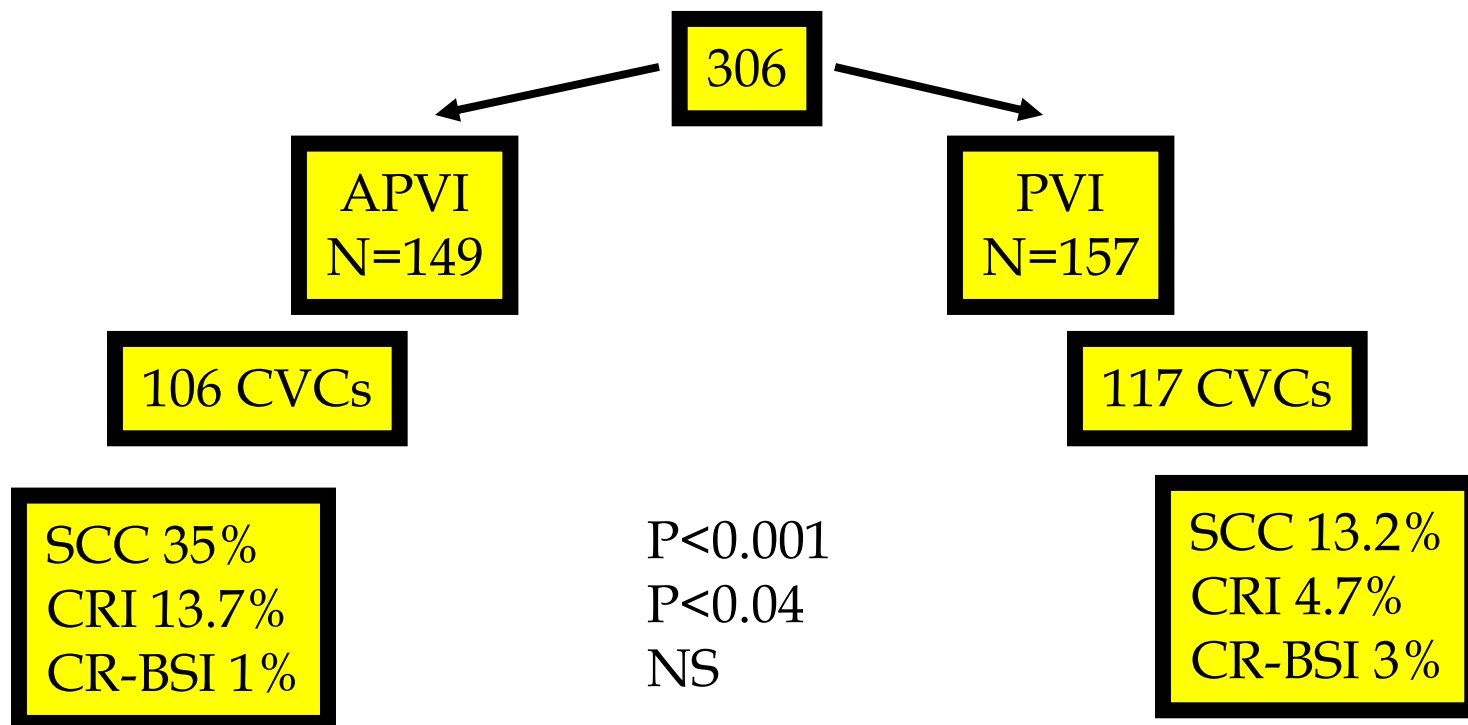 306
APVI
N=149
PVI
N=157
106 CVCs
117 CVCs
SCC 35%
CRI 13.7%
CR-BSI 1%
P<0.001
P<0.04
NS
SCC 13.2%
CRI 4.7%
CR-BSI 3%